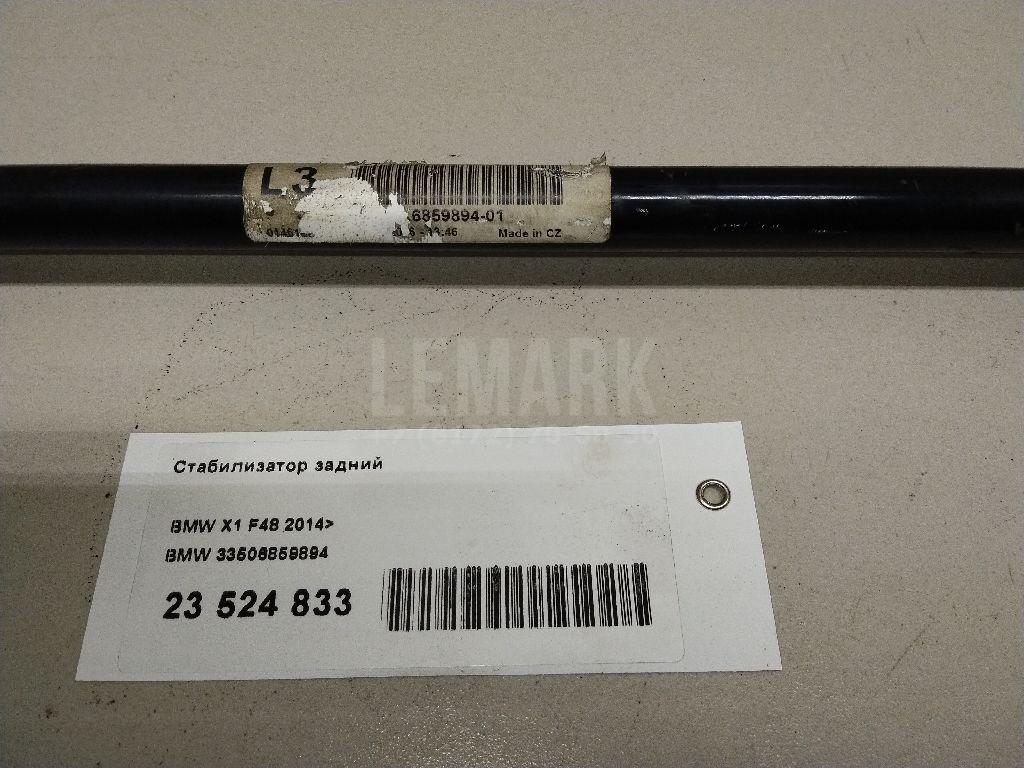 L3
6859894-01
Made in CZ
LEMARK
Стабилизатор задний
BMW X1 F48 2014>
BMW 33506859894
23 524 833